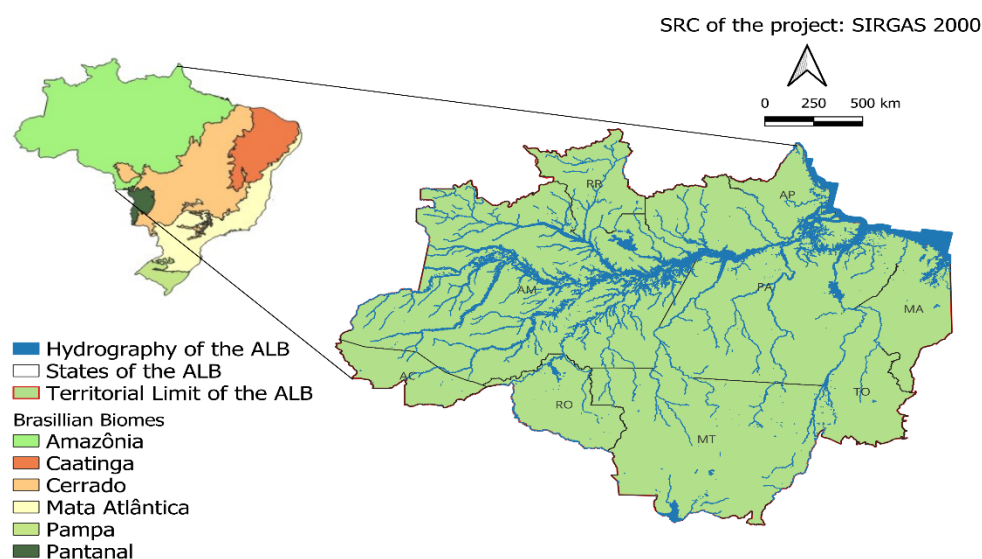 SRC of the project: SIRGAS 2000
0 250 500 km
RR
AP
AM
PA
MA
AC
TO
RO
MT
Hydrography of the ALB
States of the ALB
Territorial Limit of the ALB
Brasillian Biomes
Amazônia
Caatinga
Cerrado
Mata Atlântica
Pampa
Pantanal